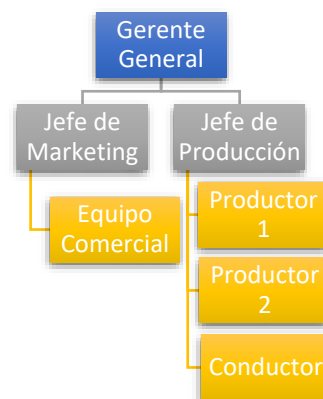 Gerente
General
Jefe de
Marketing
Jefe de
Producción
Equipo
Comercial
Productor
1
Productor
2
Conductor